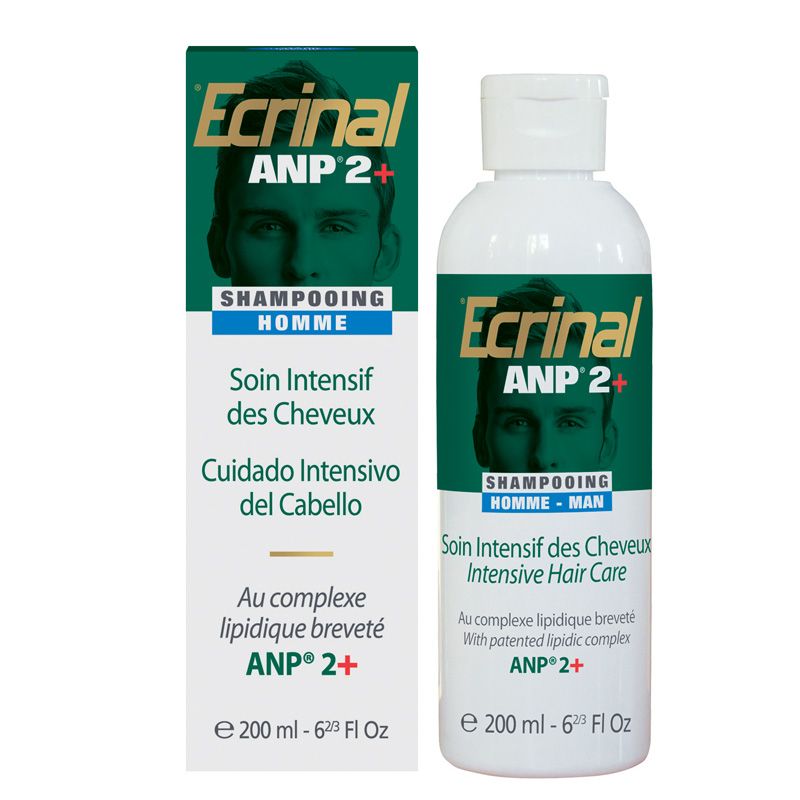 ®Ecrinal
ANP® 2+
SHAMPOOING
HOMME
Soin Intensif
des Cheveux
Cuidado Intensivo
del Cabello
Au complexe
lipidique breveté
ANP® 2+
℮ 200 ml - 6 2/3 Fl Oz
®Ecrinal
ANP® 2+
SHAMPOOING
HOMME - MAN
Soin Intensif des Cheveux
Intensive Hair Care
Au complexe lipidique breveté
With patented lipidic complex
ANP® 2+
℮ 200 ml - 6 2/3 Fl Oz